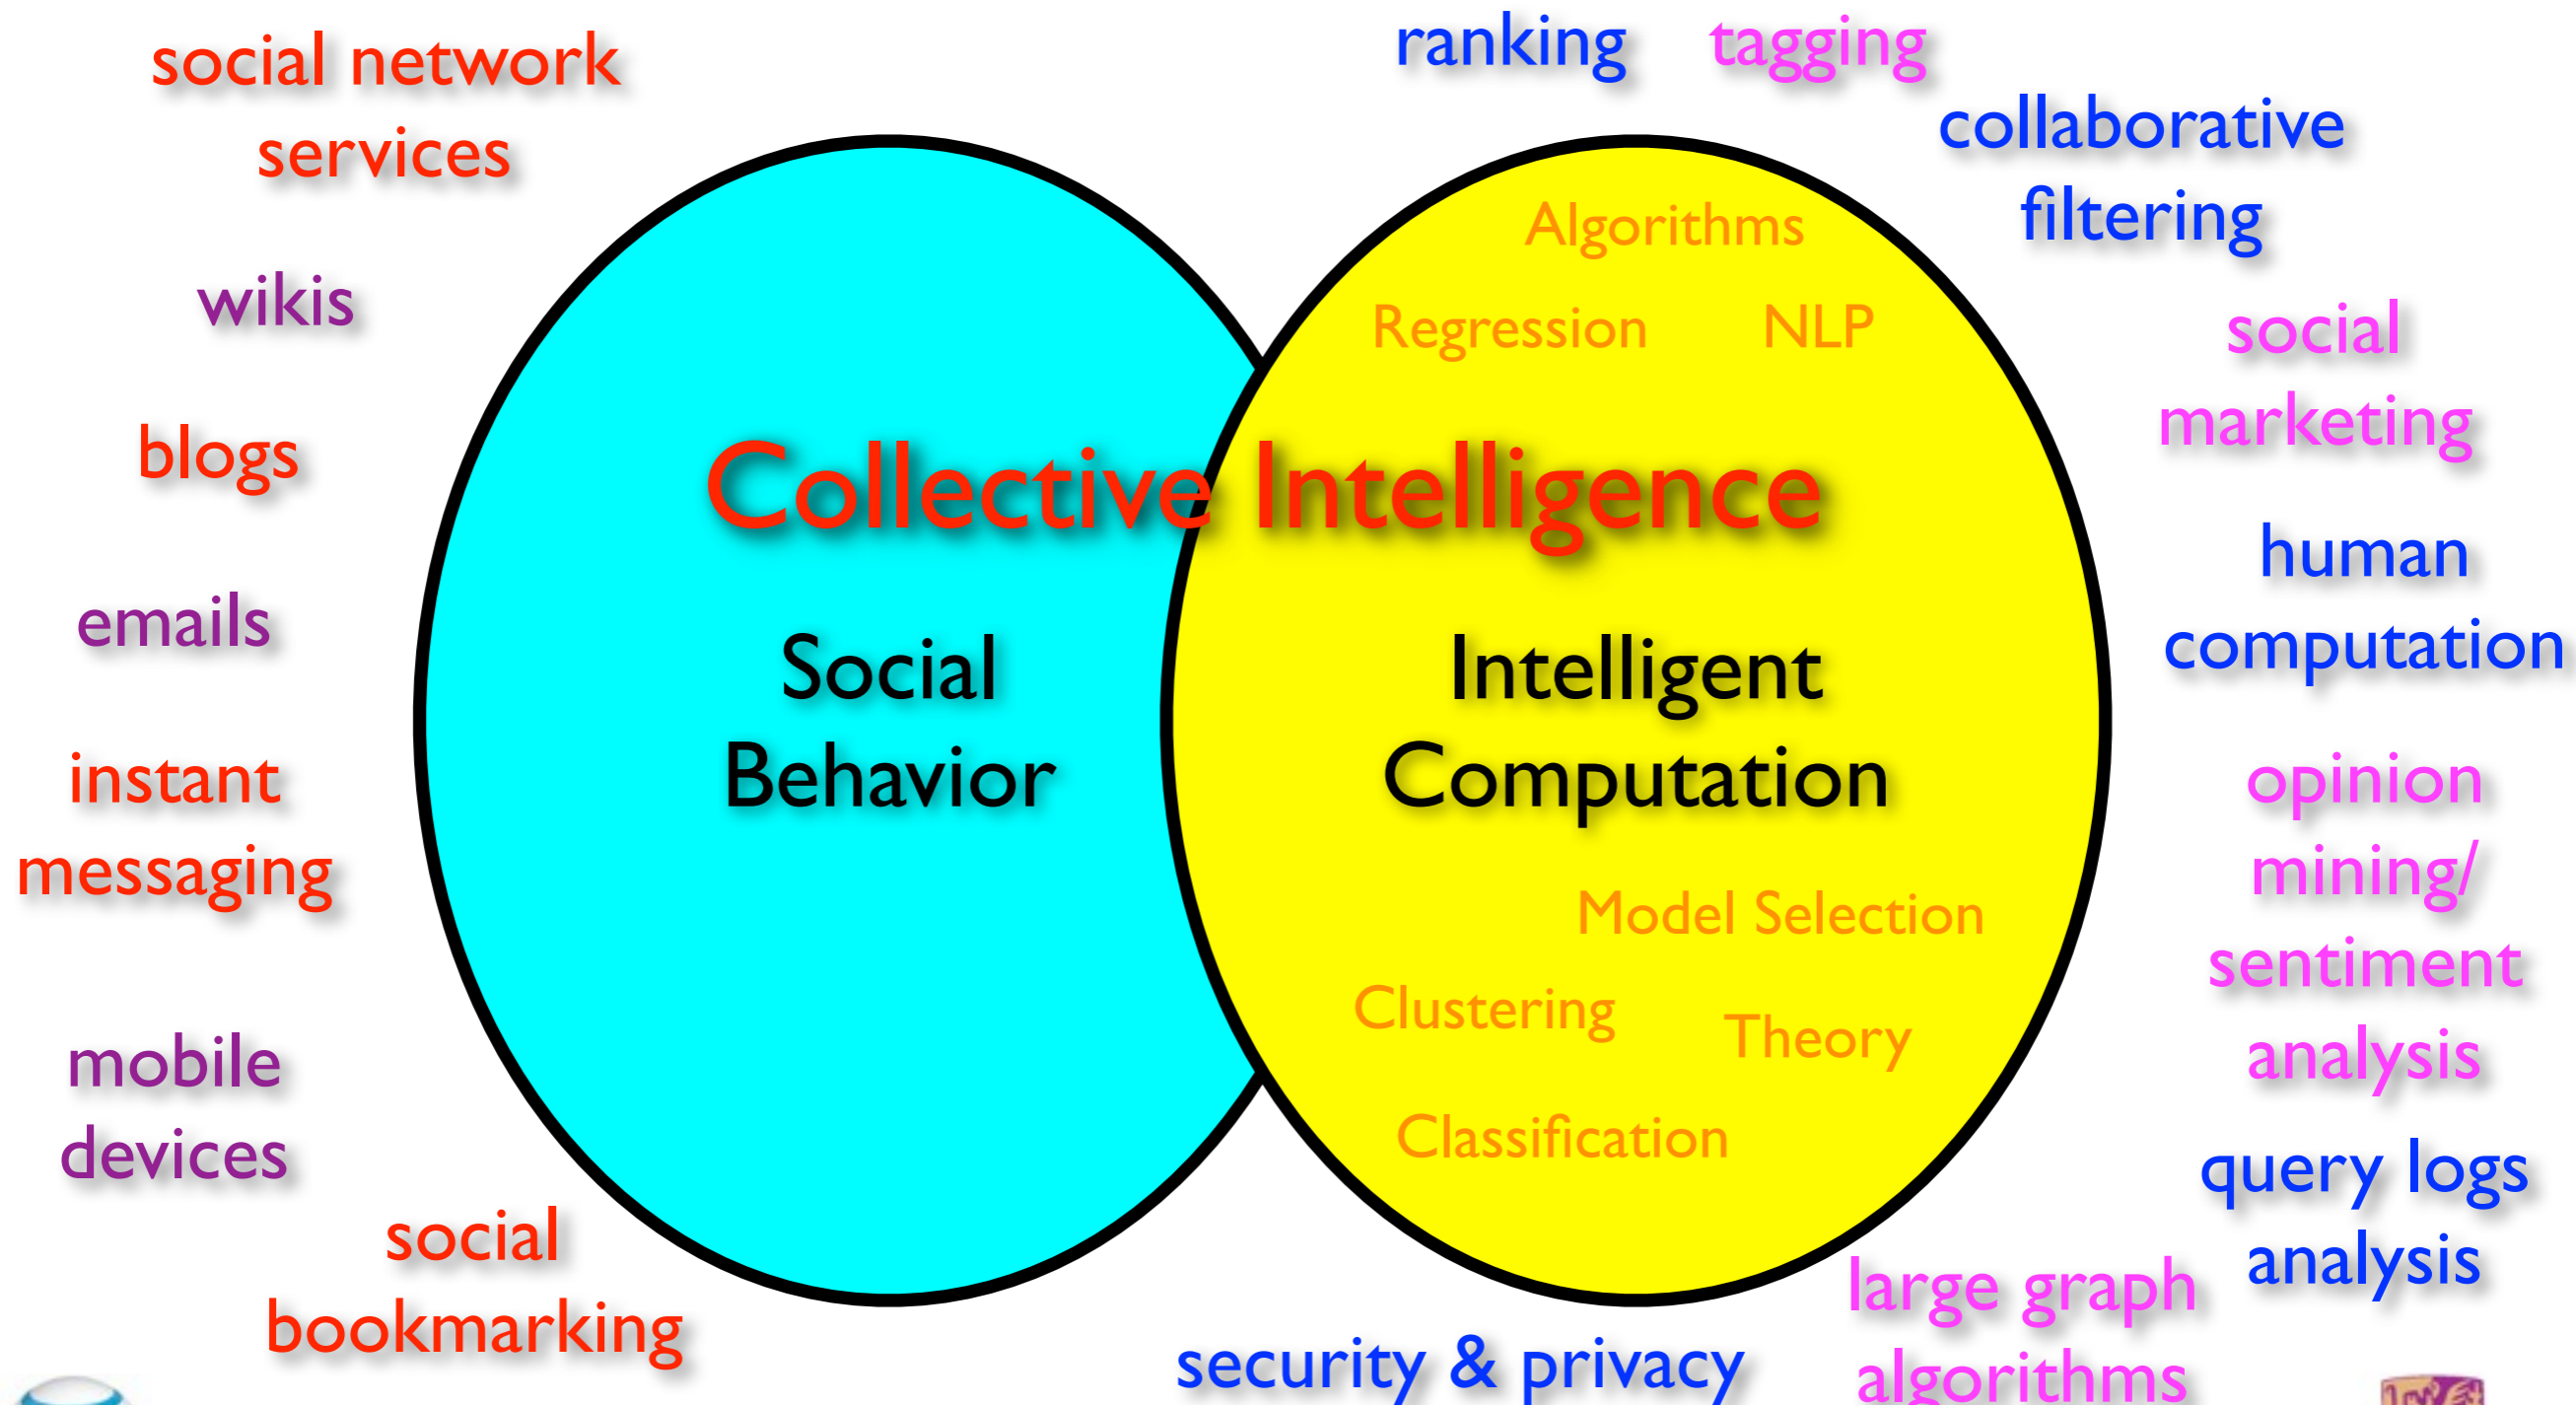 social network
services
wikis
blogs
emails
instant
messaging
mobile
devices
social
bookmarking
Collective Intelligence
Social
Behavior
Algorithms
Regression
NLP
Intelligent
Computation
Model Selection
Clustering
Theory
Classification
ranking
tagging
collaborative
filtering
social
marketing
human
computation
opinion
mining/
sentiment
analysis
query logs
analysis
large graph
algorithms
security & privacy